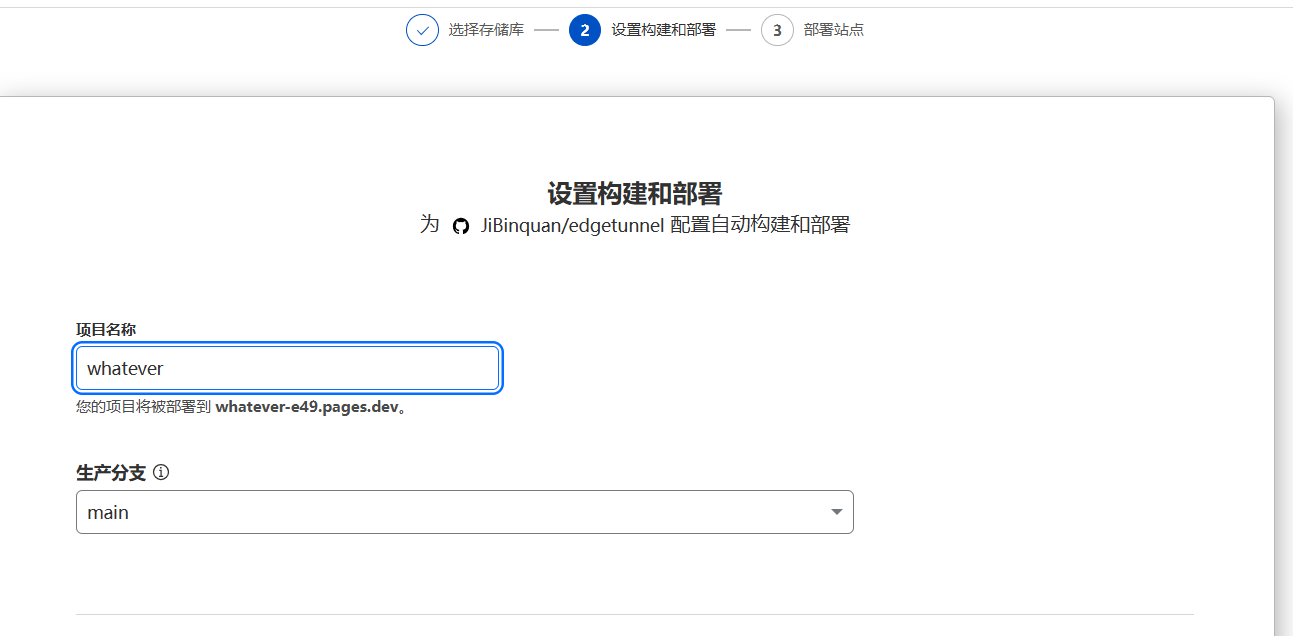 选择存储库 2 设置构建和部署 3 部署站点
设置构建和部署
为 JiBinquan/edgetunnel 配置自动构建和部署
项目名称
whatever
您的项目将被部署到 whatever-e49.pages.dev。
生产分支
main